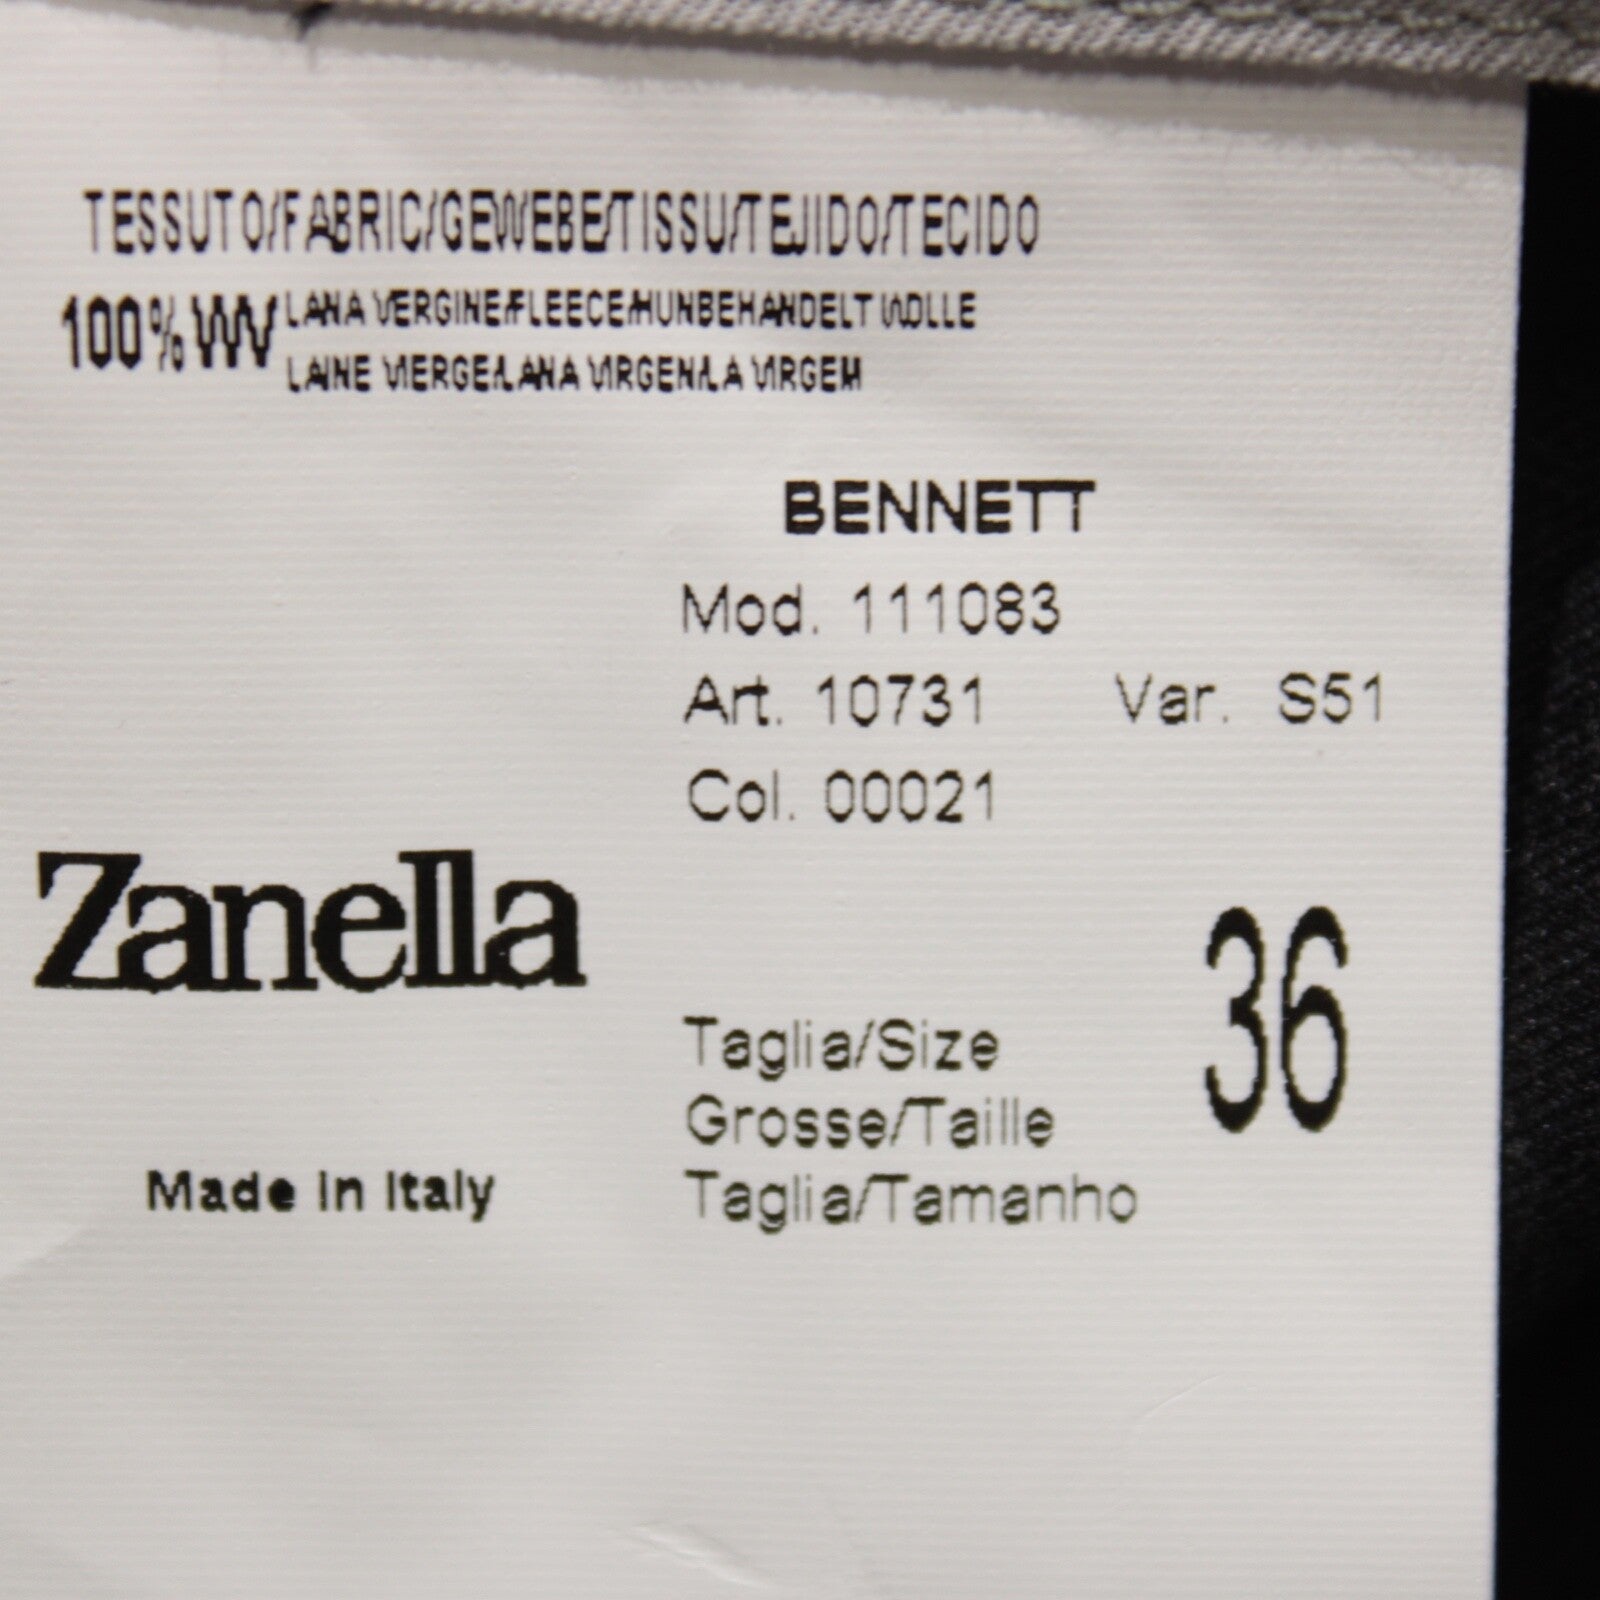 TESSUTO/FABRIC/GEWEBE/TISSU/TEJIDO/TECIDO
100% WV LANA VERGINE/FLEECE/HUNBEHANDELT WOLLE
LAINE VIERGE/LANA VIRGEN/LA VIRGEM
BENNETT
Mod. 111083
Art. 10731 Var. S51
Col. 00021
Zanella
36
Taglia/Size
Grosse/Taille
Taglia/Tamanho
Made In Italy